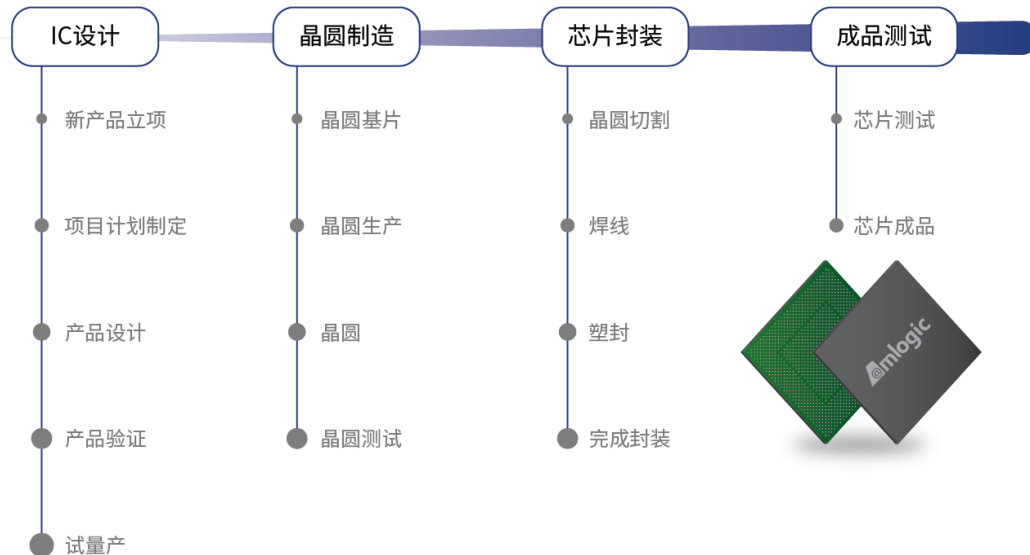 IC设计
晶圆制造
芯片封装
成品测试
新产品立项
晶圆基片
晶圆切割
芯片测试
项目计划制定
晶圆生产
焊线
芯片成品
产品设计
晶圆
塑封
Amlogic
产品验证
晶圆测试
完成封装
试量产